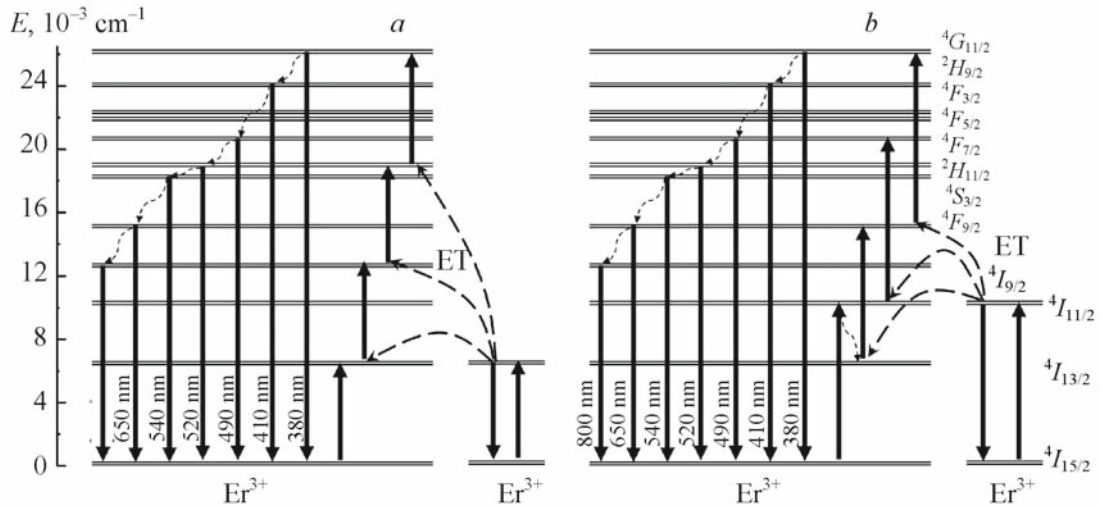 E, 10⁻³ cm⁻¹
a
b
24
20
16
12
8
4
0
650 nm
540 nm
520 nm
490 nm
410 nm
380 nm
ET
Er³⁺
Er³⁺
800 nm
650 nm
540 nm
520 nm
490 nm
410 nm
380 nm
ET
⁴G₁₁/₂
²H₉/₂
⁴F₃/₂
⁴F₅/₂
⁴F₇/₂
²H₁₁/₂
⁴S₃/₂
⁴F₉/₂
⁴I₉/₂
⁴I₁₁/₂
⁴I₁₃/₂
⁴I₁₅/₂
Er³⁺
Er³⁺